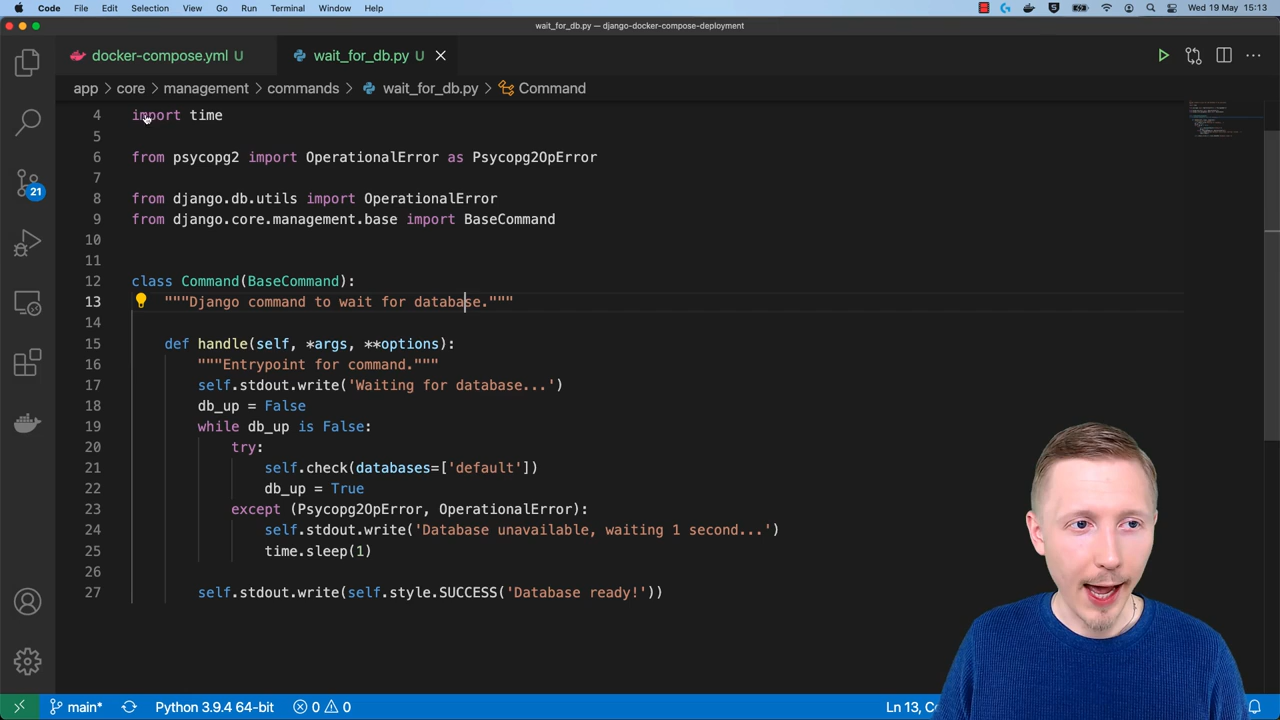 Code File Edit Selection View Go Run Terminal Window Help Wed 19 May 15:13
wait_for_db.py — django-docker-compose-deployment
docker-compose.yml U wait_for_db.py U
app > core > management > commands > wait_for_db.py > Command
4 import time
5
6 from psycopg2 import OperationalError as Psycopg2OpError
7
8 from django.db.utils import OperationalError
9 from django.core.management.base import BaseCommand
10
11
12 class Command(BaseCommand):
13 """Django command to wait for database."""
14
15 def handle(self, *args, **options):
16 """Entrypoint for command."""
17 self.stdout.write('Waiting for database...')
18 db_up = False
19 while db_up is False:
20 try:
21 self.check(databases=['default'])
22 db_up = True
23 except (Psycopg2OpError, OperationalError):
24 self.stdout.write('Database unavailable, waiting 1 second...')
25 time.sleep(1)
26
27 self.stdout.write(self.style.SUCCESS('Database ready!'))
21
main* Python 3.9.4 64-bit 0 0 Ln 13,